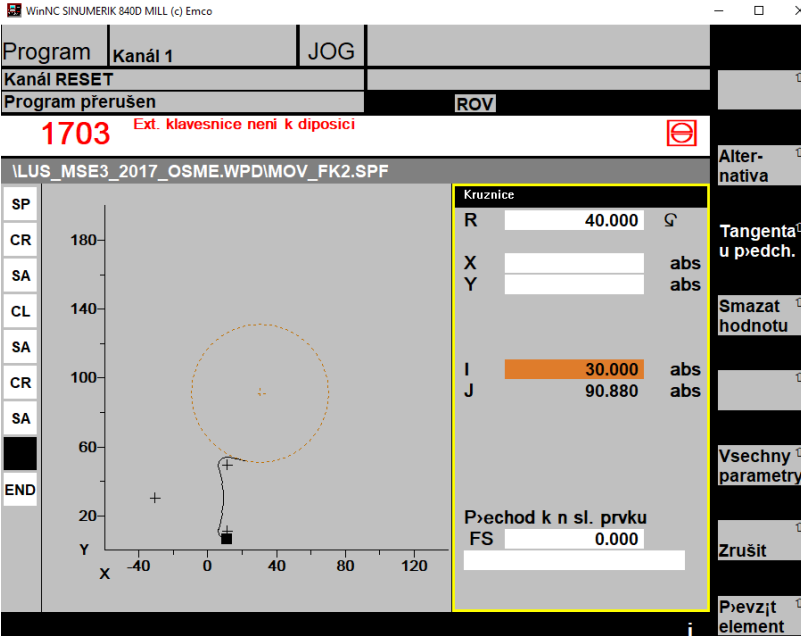 WinNC SINUMERIK 840D MILL (c) Emco
Program
Kanál 1
JOG
Kanál RESET
Program přerušen
ROV
1703
Ext. klavesnice neni k diposici
\LUS_MSE3_2017_OSME.WPD\MOV_FK2.SPF
SP
CR
SA
CL
SA
CR
SA
END
180
140
100
60
20
Y
X
-40
0
40
80
120
Kruznice
R 40.000
X abs
Y abs
I 30.000 abs
J 90.880 abs
P›echod k n sl. prvku
FS 0.000
Alter-
nativa
Tangenta
u p›edch.
Smazat
hodnotu
Vsechny
parametry
Zrušit
P›evz¡t
element
i